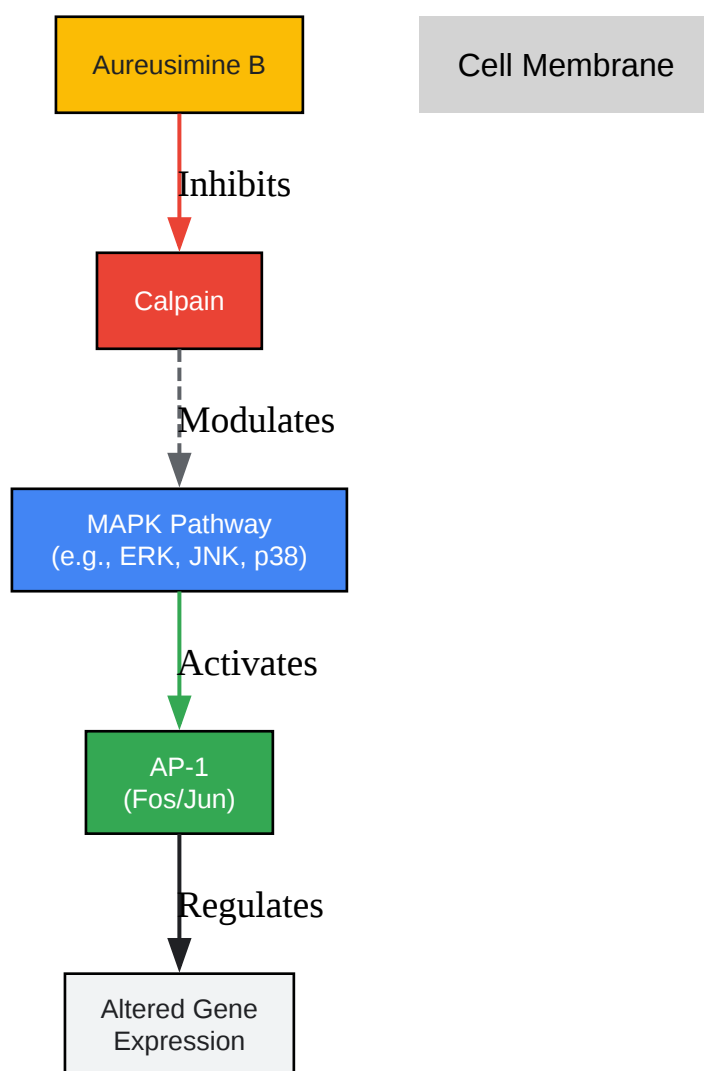 Aureusimine B
Cell Membrane
Inhibits
Calpain
Modulates
MAPK Pathway
(e.g., ERK, JNK, p38)
Activates
AP-1
(Fos/Jun)
Regulates
Altered Gene
Expression